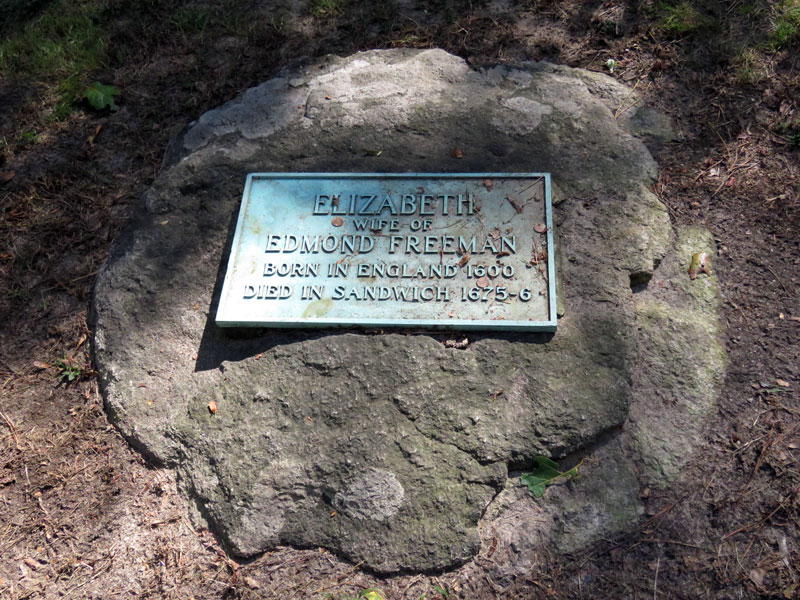 ELIZABETH
WIFE OF
EDMOND FREEMAN
BORN IN ENGLAND 1600
DIED IN SANDWICH 1675-6